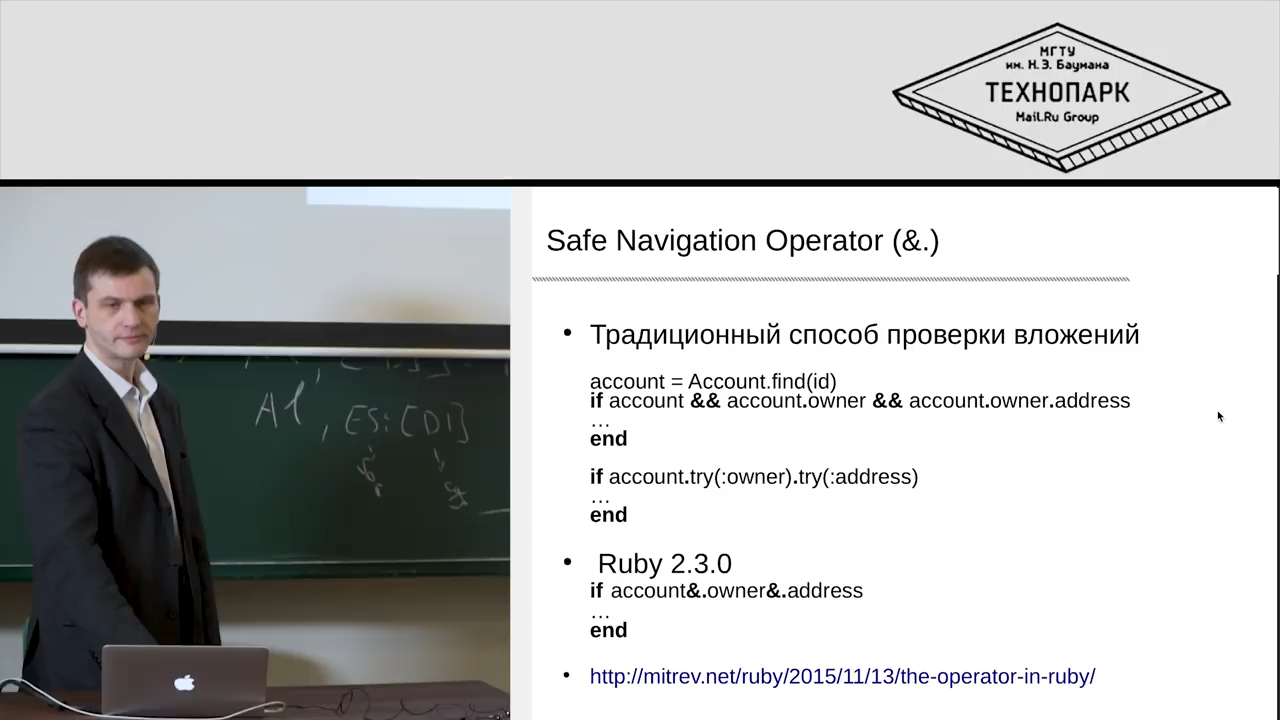 МГТУ
им. Н.Э. Баумана
ТЕХНОПАРК
Mail.Ru Group
Safe Navigation Operator (&.)
• Традиционный способ проверки вложений
account = Account.find(id)
if account && account.owner && account.owner.address
…
end
if account.try(:owner).try(:address)
…
end
• Ruby 2.3.0
if account&.owner&.address
…
end
• http://mitrev.net/ruby/2015/11/13/the-operator-in-ruby/